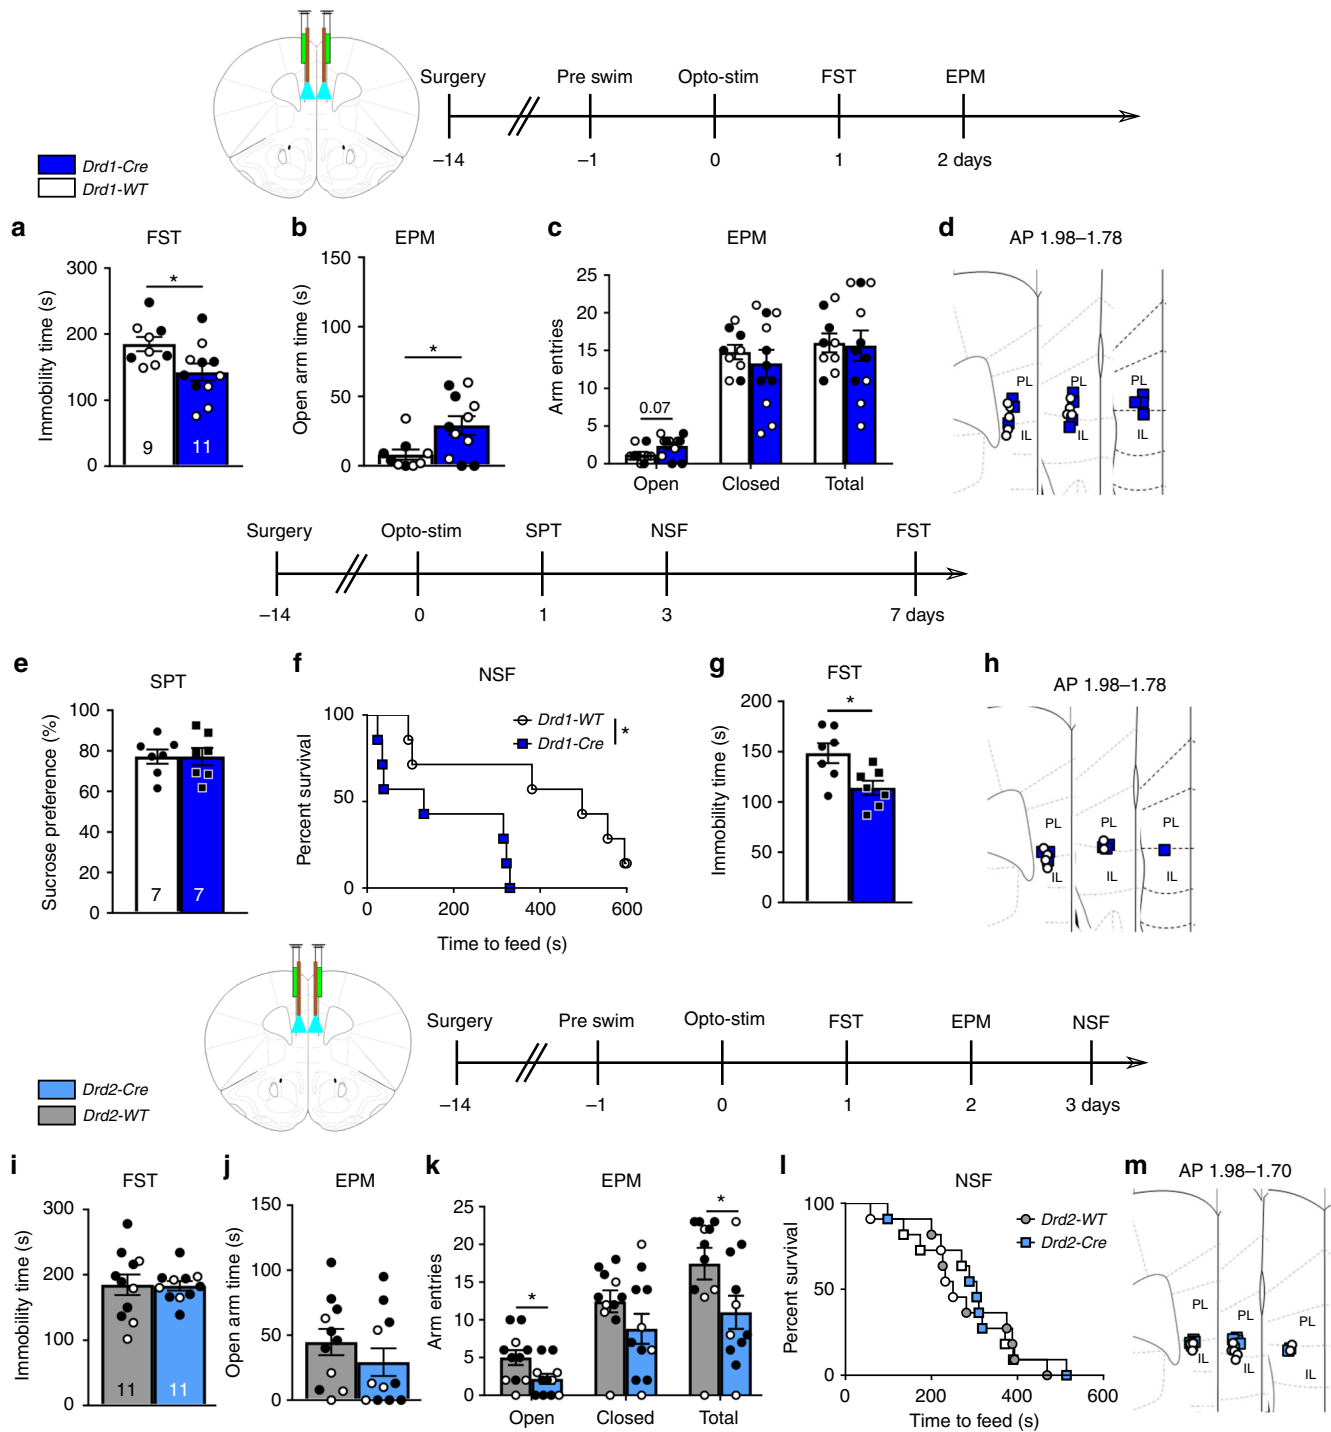 Surgery Pre swim Opto-stim FST EPM
–14 –1 0 1 2 days
Drd1-Cre
Drd1-WT
a
FST
Immobility time (s)
300
200
100
0
9 11
*
b
EPM
Open arm time (s)
150
100
50
0
*
c
EPM
Arm entries
25
20
15
10
5
0
0.07
Open Closed Total
d
AP 1.98–1.78
PL PL PL
IL IL IL
Surgery Opto-stim SPT NSF FST
–14 0 1 3 7 days
e
SPT
Sucrose preference (%)
100
80
60
40
20
0
7 7
f
NSF
Percent survival
100
50
0
0 200 400 600
Time to feed (s)
Drd1-WT
Drd1-Cre
*
g
FST
Immobility time (s)
200
150
100
50
0
*
h
AP 1.98–1.78
PL PL PL
IL IL IL
Surgery Pre swim Opto-stim FST EPM NSF
–14 –1 0 1 2 3 days
Drd2-Cre
Drd2-WT
i
FST
Immobility time (s)
300
200
100
0
11 11
j
EPM
Open arm time (s)
150
100
50
0
k
EPM
Arm entries
25
20
15
10
5
0
*
*
Open Closed Total
l
NSF
Percent survival
100
50
0
0 200 400 600
Time to feed (s)
Drd2-WT
Drd2-Cre
m
AP 1.98–1.70
PL PL PL
IL IL IL